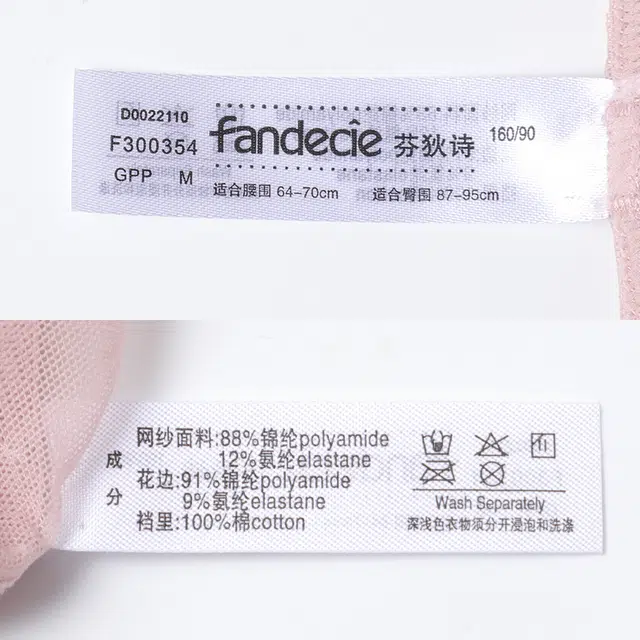 D0022110
F300354
GPP M
fandecîe 芬狄诗
160/90
适合腰围 64-70cm 适合臀围 87-95cm
成分
网纱面料:88%锦纶polyamide
12%氨纶elastane
花边:91%锦纶polyamide
9%氨纶elastane
裆里:100%棉cotton
Wash Separately
深浅色衣物须分开浸泡和洗涤